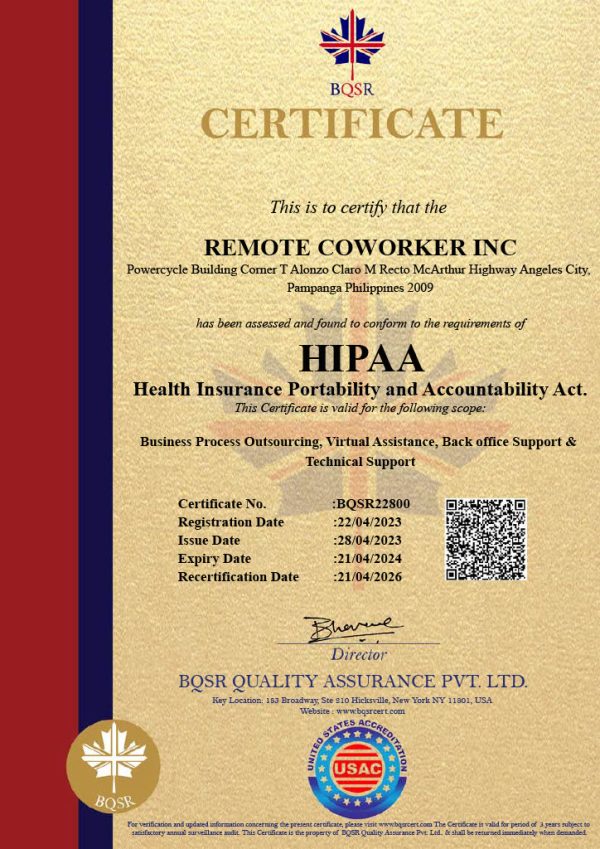 BQSR
CERTIFICATE
This is to certify that the
REMOTE COWORKER INC
Powercycle Building Corner T Alonzo Claro M Recto McArthur Highway Angeles City,
Pampanga Philippines 2009
has been assessed and found to conform to the requirements of
HIPAA
Health Insurance Portability and Accountability Act.
This Certificate is valid for the following scope:
Business Process Outsourcing, Virtual Assistance, Back office Support &
Technical Support
Certificate No. :BQSR22800
Registration Date :22/04/2023
Issue Date :28/04/2023
Expiry Date :21/04/2024
Recertification Date :21/04/2026
Director
BQSR QUALITY ASSURANCE PVT. LTD.
Key Location: 153 Broadway, Ste 310 Hicksville, New York NY 11801, USA
Website : www.bqsrcert.com
UNITED STATES ACCREDITATION
USAC
BQSR
For verification and updated information concerning the present certificate, please visit www.bqsrcert.com The Certificate is valid for period of 3 years subject to
satisfactory annual surveillance audit. This Certificate is the property of BQSR Quality Assurance Pvt. Ltd. & shall be returned immediately when demanded.